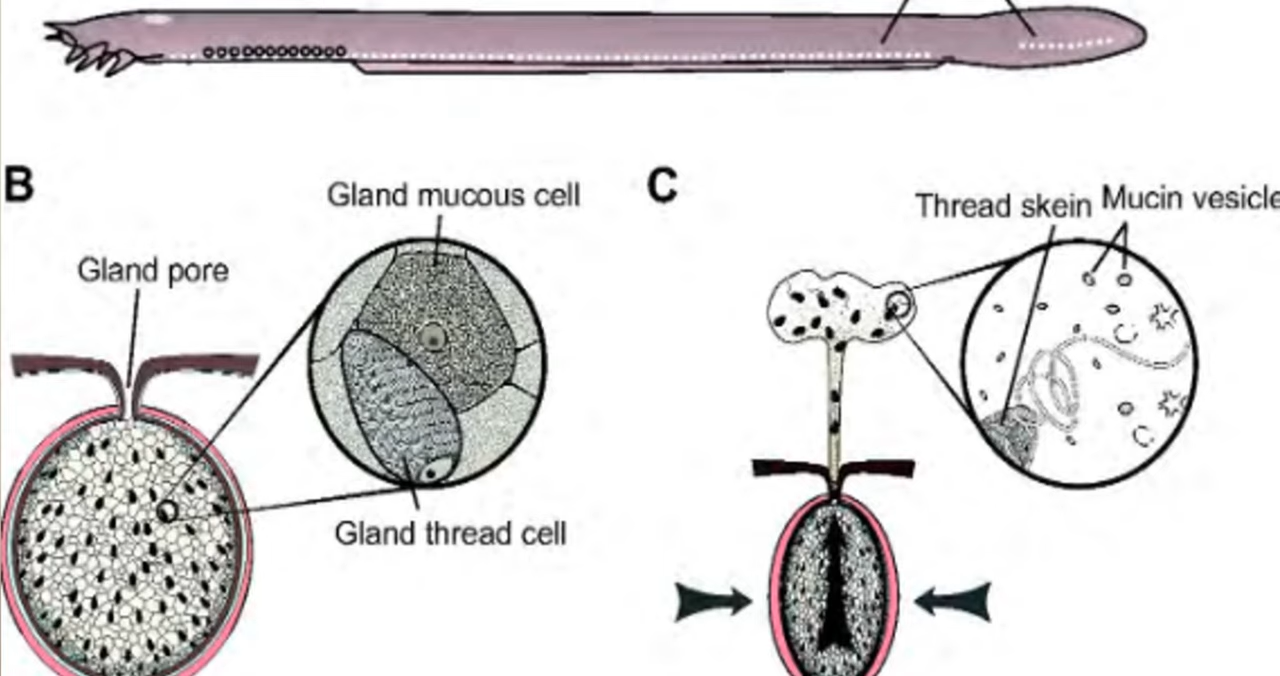 B
Gland mucous cell
Gland pore
Gland thread cell
C
Thread skein
Mucin vesicle